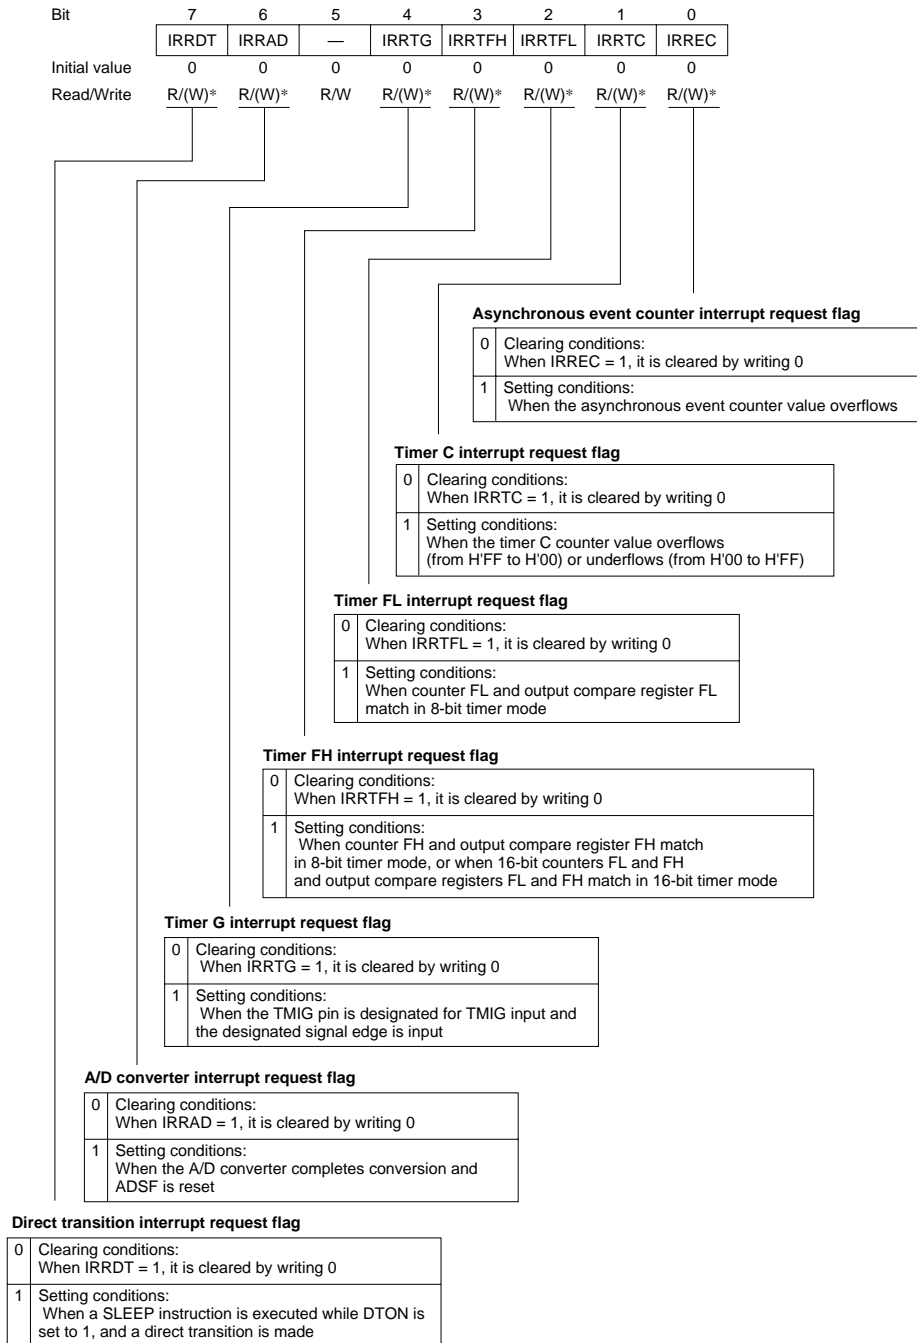 Bit 7 6 5 4 3 2 1 0
IRRDT IRRAD — IRRTG IRRTFH IRRTFL IRRTC IRREC
Initial value 0 0 0 0 0 0 0 0
Read/Write R/(W)* R/(W)* R/W R/(W)* R/(W)* R/(W)* R/(W)* R/(W)*
Asynchronous event counter interrupt request flag
0 Clearing conditions:
When IRREC = 1, it is cleared by writing 0
1 Setting conditions:
When the asynchronous event counter value overflows
Timer C interrupt request flag
0 Clearing conditions:
When IRRTC = 1, it is cleared by writing 0
1 Setting conditions:
When the timer C counter value overflows
(from H'FF to H'00) or underflows (from H'00 to H'FF)
Timer FL interrupt request flag
0 Clearing conditions:
When IRRTFL = 1, it is cleared by writing 0
1 Setting conditions:
When counter FL and output compare register FL
match in 8-bit timer mode
Timer FH interrupt request flag
0 Clearing conditions:
When IRRTFH = 1, it is cleared by writing 0
1 Setting conditions:
When counter FH and output compare register FH match
in 8-bit timer mode, or when 16-bit counters FL and FH
and output compare registers FL and FH match in 16-bit timer mode
Timer G interrupt request flag
0 Clearing conditions:
When IRRTG = 1, it is cleared by writing 0
1 Setting conditions:
When the TMIG pin is designated for TMIG input and
the designated signal edge is input
A/D converter interrupt request flag
0 Clearing conditions:
When IRRAD = 1, it is cleared by writing 0
1 Setting conditions:
When the A/D converter completes conversion and
ADSF is reset
Direct transition interrupt request flag
0 Clearing conditions:
When IRRDT = 1, it is cleared by writing 0
1 Setting conditions:
When a SLEEP instruction is executed while DTON is
set to 1, and a direct transition is made